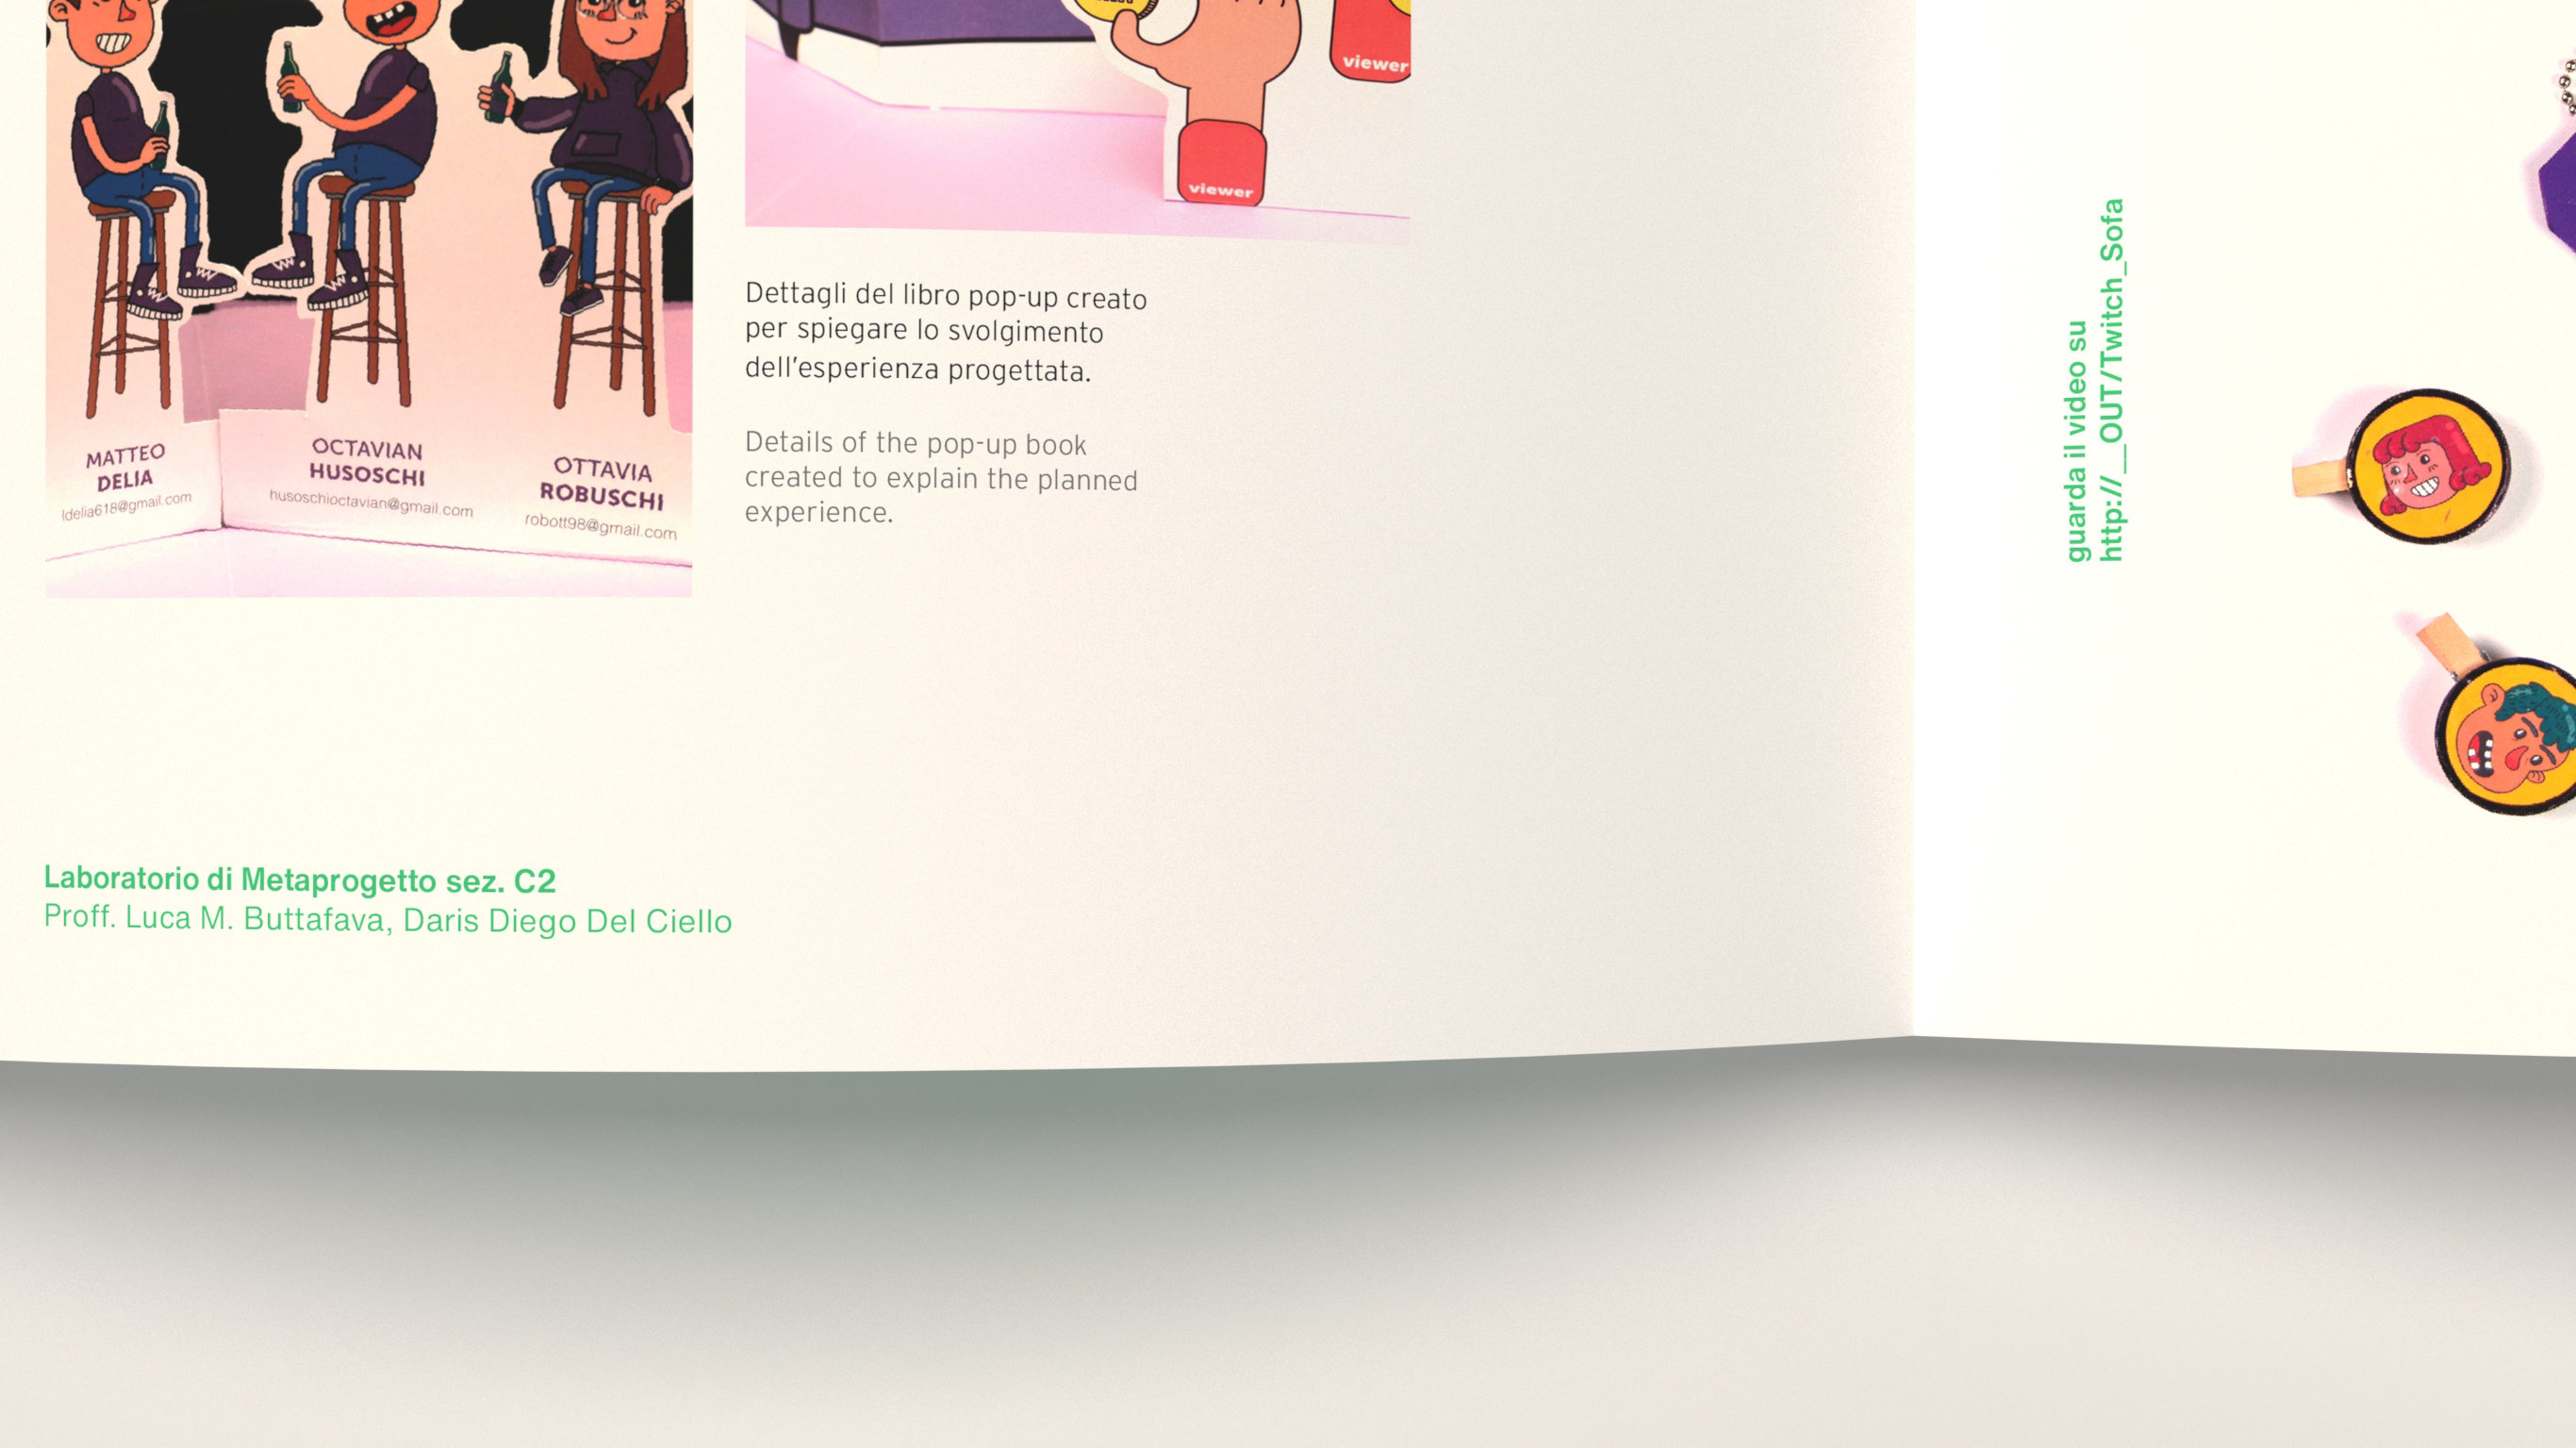 MATTEO
DELIA
ldelia618@gmail.com
OCTAVIAN
HUSOSCHI
husoschioctavian@gmail.com
OTTAVIA
ROBUSCHI
robott98@gmail.com
viewer
viewer
Dettagli del libro pop-up creato
per spiegare lo svolgimento
dell'esperienza progettata.
Details of the pop-up book
created to explain the planned
experience.
Laboratorio di Metaprogetto sez. C2
Proff. Luca M. Buttafava, Daris Diego Del Ciello
guarda il video su
http://__OUT/Twitch_Sofa